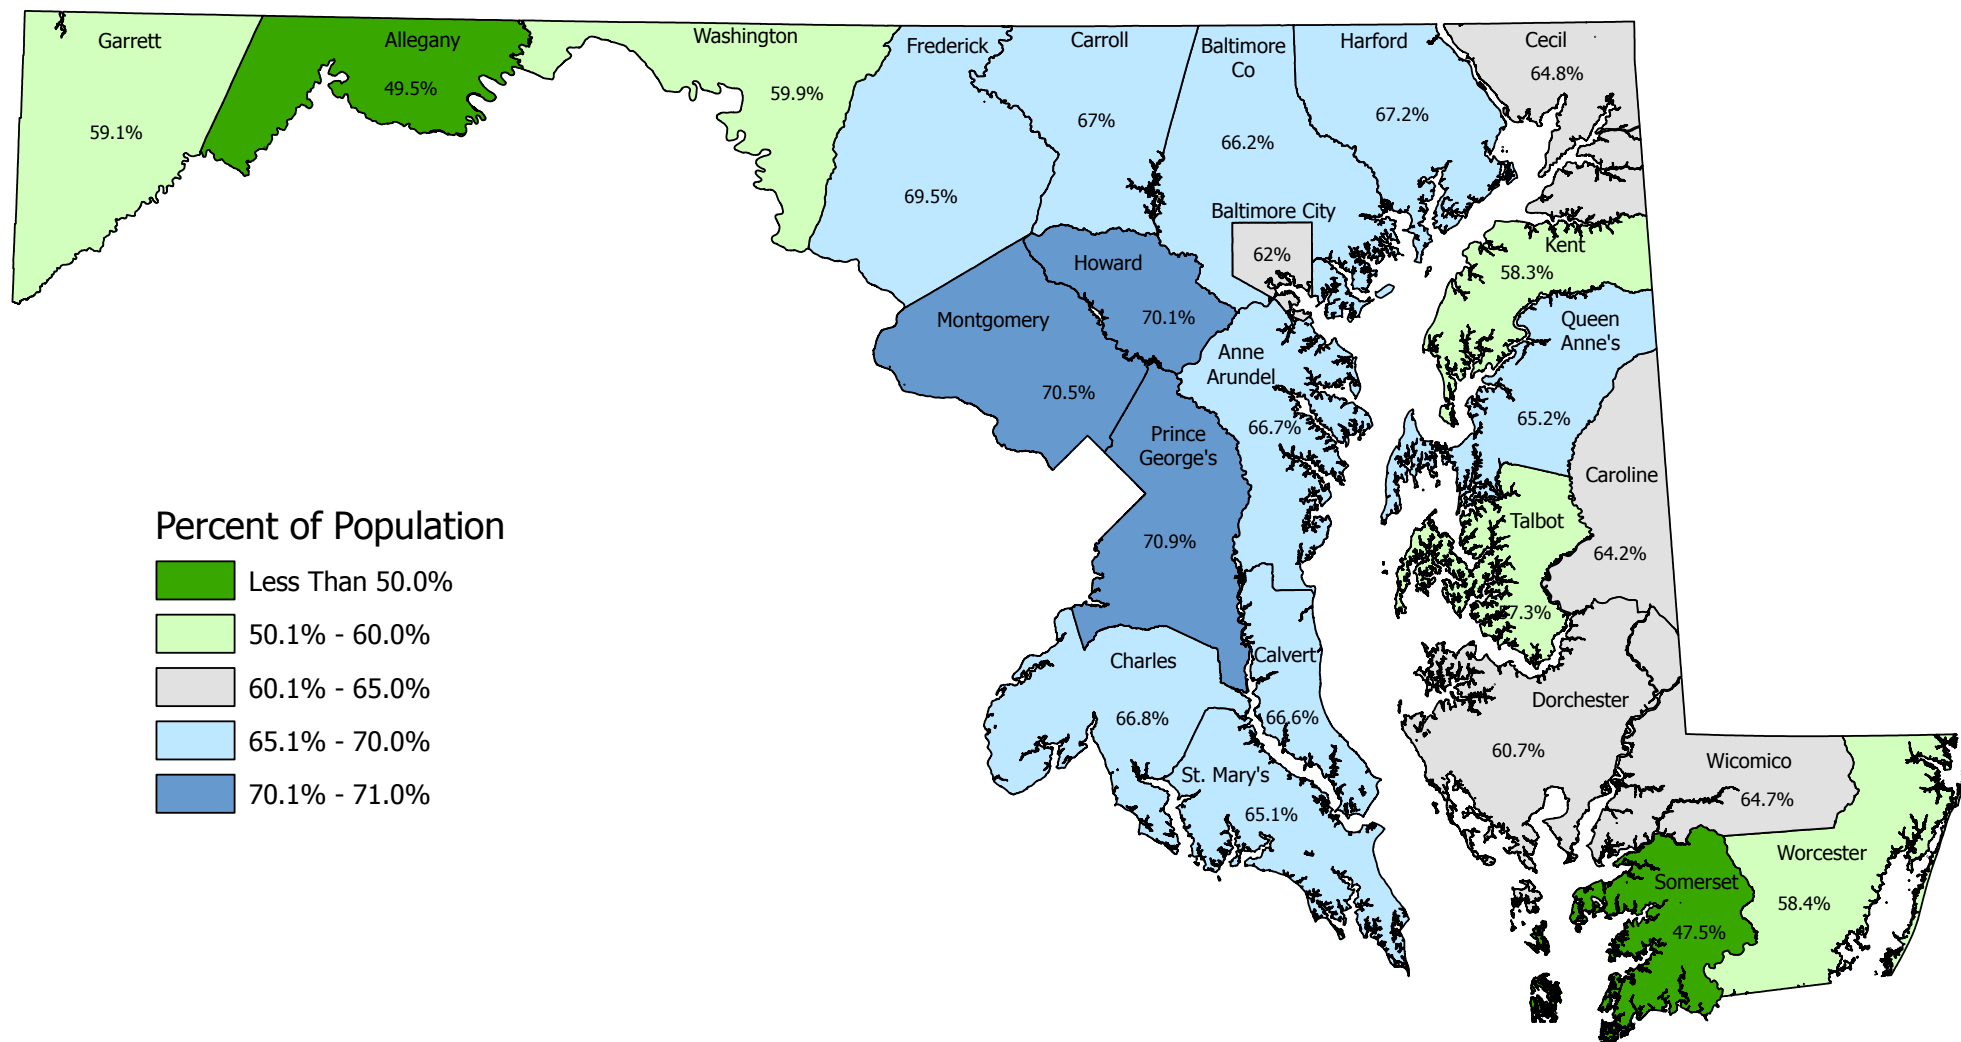 Garrett
59.1%
Allegany
49.5%
Washington
59.9%
Frederick
69.5%
Carroll
67%
Baltimore
Co
66.2%
Harford
67.2%
Cecil
64.8%
Baltimore City
62%
Kent
58.3%
Howard
70.1%
Montgomery
70.5%
Queen
Anne's
65.2%
Anne
Arundel
66.7%
Prince
George's
70.9%
Caroline
64.2%
Talbot
57.3%
Percent of Population
Less Than 50.0%
50.1% - 60.0%
60.1% - 65.0%
65.1% - 70.0%
70.1% - 71.0%
Charles
66.8%
Calvert
66.6%
Dorchester
60.7%
St. Mary's
65.1%
Wicomico
64.7%
Worcester
58.4%
Somerset
47.5%